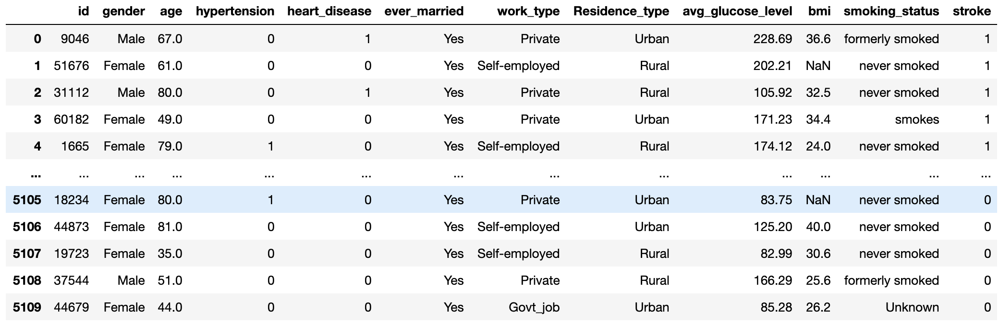 id gender age hypertension heart_disease ever_married work_type Residence_type avg_glucose_level bmi smoking_status stroke
0 9046 Male 67.0 0 1 Yes Private Urban 228.69 36.6 formerly smoked 1
1 51676 Female 61.0 0 0 Yes Self-employed Rural 202.21 NaN never smoked 1
2 31112 Male 80.0 0 1 Yes Private Rural 105.92 32.5 never smoked 1
3 60182 Female 49.0 0 0 Yes Private Urban 171.23 34.4 smokes 1
4 1665 Female 79.0 1 0 Yes Self-employed Rural 174.12 24.0 never smoked 1
... ... ... ... ... ... ... ... ... ... ... ... ...
5105 18234 Female 80.0 1 0 Yes Private Urban 83.75 NaN never smoked 0
5106 44873 Female 81.0 0 0 Yes Self-employed Urban 125.20 40.0 never smoked 0
5107 19723 Female 35.0 0 0 Yes Self-employed Rural 82.99 30.6 never smoked 0
5108 37544 Male 51.0 0 0 Yes Private Rural 166.29 25.6 formerly smoked 0
5109 44679 Female 44.0 0 0 Yes Govt_job Urban 85.28 26.2 Unknown 0